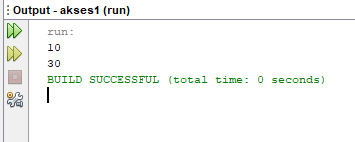 Output - akses1 (run)
run:
10
30
BUILD SUCCESSFUL (total time: 0 seconds)